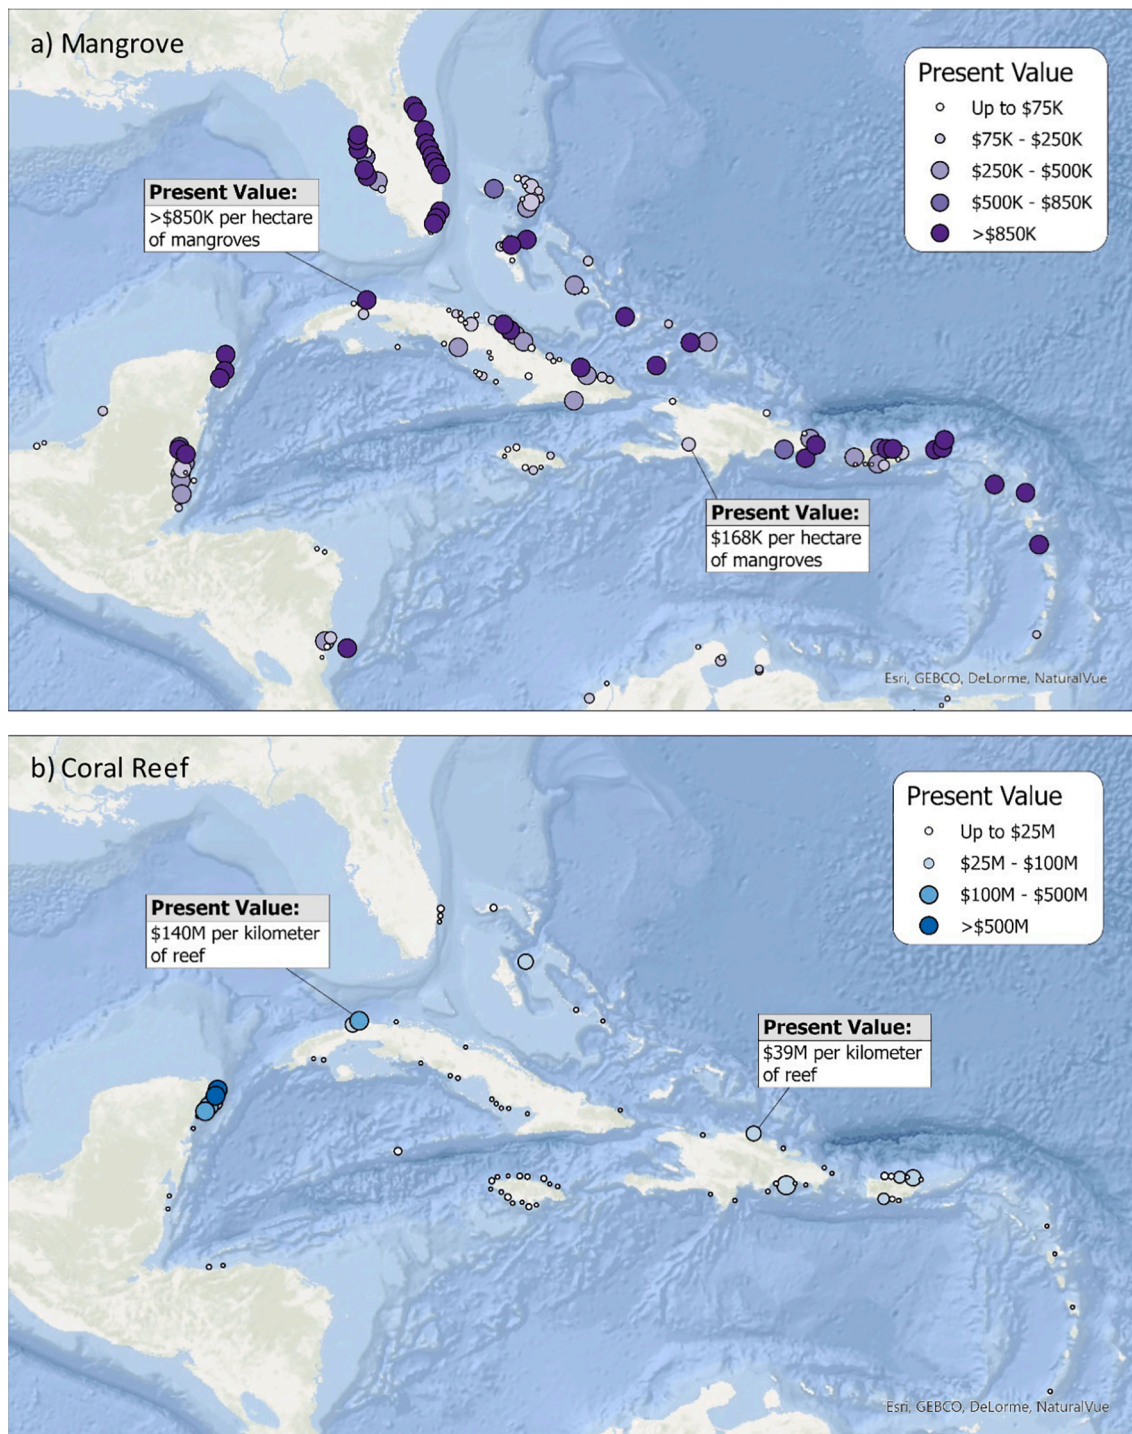 a) Mangrove
Present Value
Up to $75K
$75K - $250K
$250K - $500K
$500K - $850K
>$850K
Present Value:
>$850K per hectare
of mangroves
Present Value:
$168K per hectare
of mangroves
Esri, GEBCO, DeLorme, NaturalVue
b) Coral Reef
Present Value
Up to $25M
$25M - $100M
$100M - $500M
>$500M
Present Value:
$140M per kilometer
of reef
Present Value:
$39M per kilometer
of reef
Esri, GEBCO, DeLorme, NaturalVue